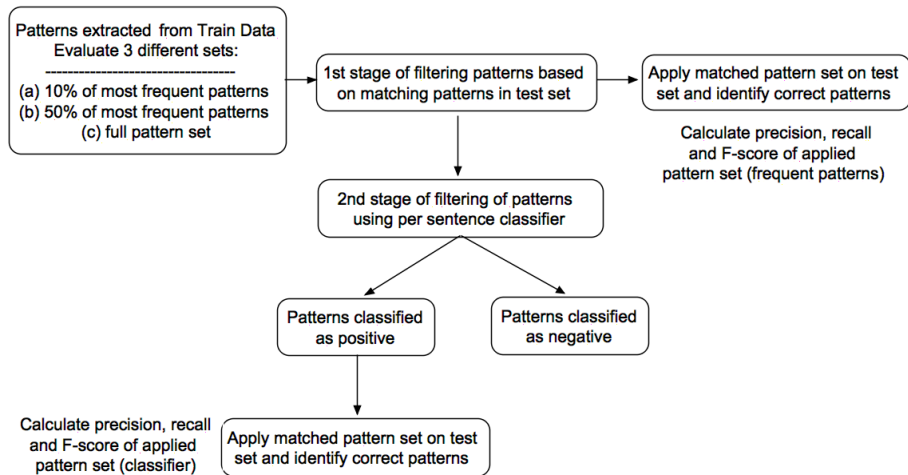 Patterns extracted from Train Data
Evaluate 3 different sets:
----------------------------------
(a) 10% of most frequent patterns
(b) 50% of most frequent patterns
(c) full pattern set
1st stage of filtering patterns based
on matching patterns in test set
Apply matched pattern set on test
set and identify correct patterns
Calculate precision, recall
and F-score of applied
pattern set (frequent patterns)
2nd stage of filtering of patterns
using per sentence classifier
Patterns classified
as positive
Patterns classified
as negative
Calculate precision, recall
and F-score of applied
pattern set (classifier)
Apply matched pattern set on test
set and identify correct patterns